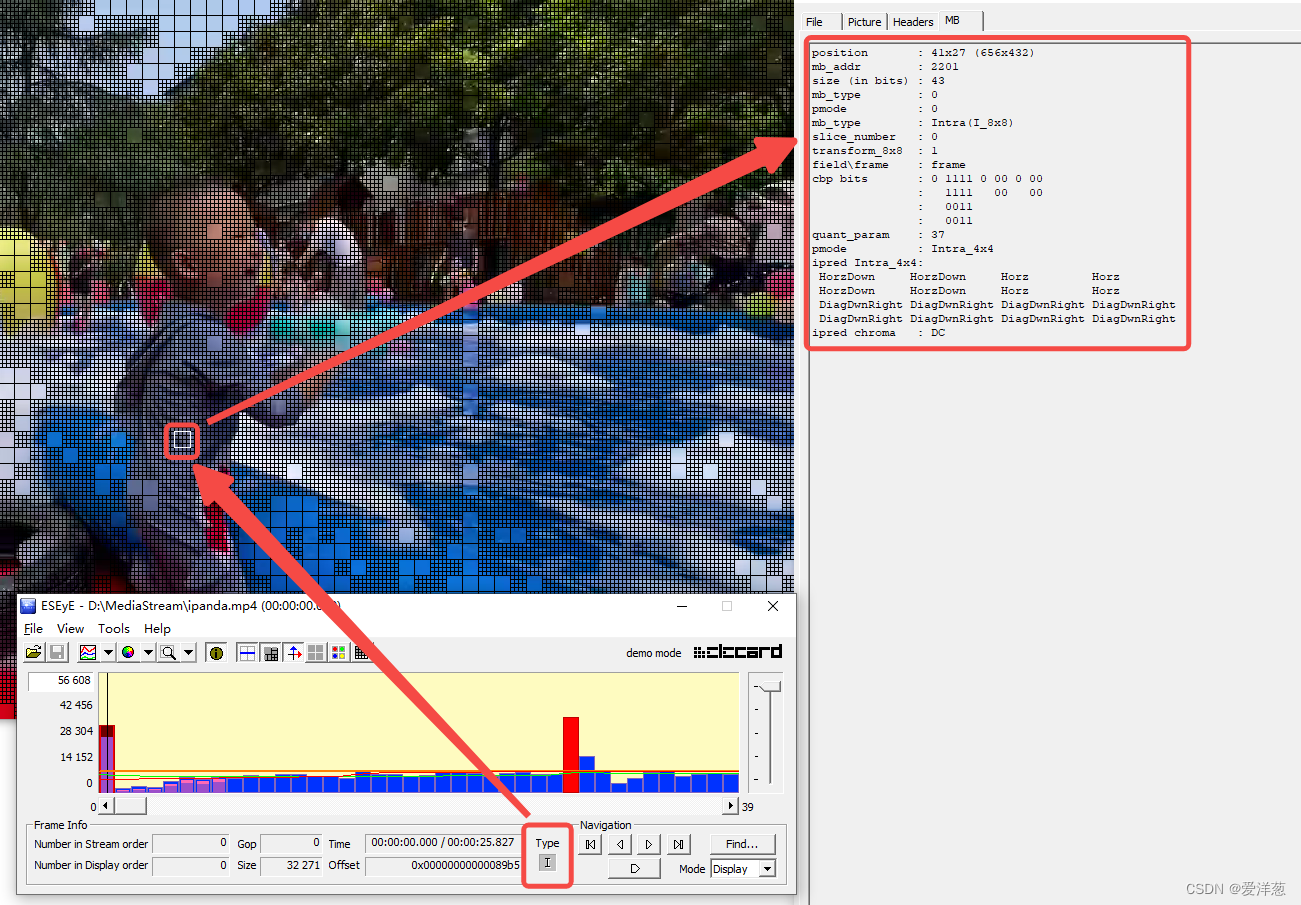 File Picture Headers MB
position : 41x27 (656x432)
mb_addr : 2201
size (in bits) : 43
mb_type : 0
pmode : 0
mb_type : Intra(I_8x8)
slice_number : 0
transform_8x8 : 1
field\frame : frame
cbp bits : 0 1111 0 00 0 00
: 1111 00 00
: 0011
: 0011
quant_param : 37
pmode : Intra_4x4
ipred Intra_4x4:
HorzDown HorzDown Horz Horz
HorzDown HorzDown Horz Horz
DiagDwnRight DiagDwnRight DiagDwnRight DiagDwnRight
DiagDwnRight DiagDwnRight DiagDwnRight DiagDwnRight
ipred chroma : DC
ESEyE - D:\MediaStream\ipanda.mp4 (00:00:00.
File View Tools Help
demo mode elecard
56 608
42 456
28 304
14 152
0
0 39
Frame Info Navigation
Number in Stream order 0 Gop 0 Time 00:00:00.000 / 00:00:25.827 Type Find...
Number in Display order 0 Size 32 271 Offset 0x00000000000089b5 I Mode Display
CSDN @爱洋葱